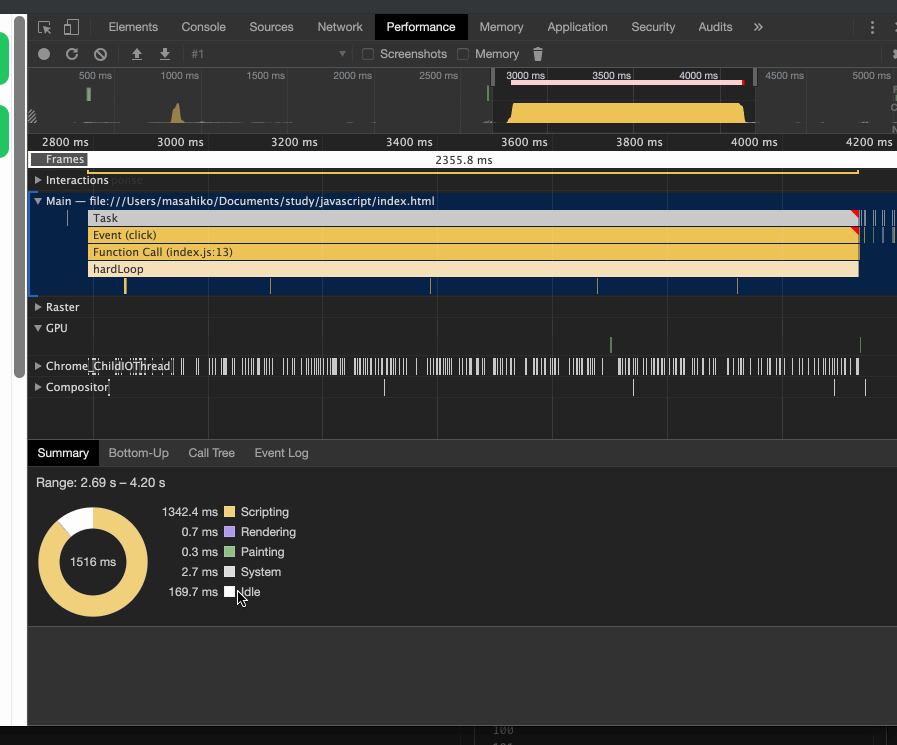 Elements Console Sources Network Performance Memory Application Security Audits »
#1 Screenshots Memory
500 ms 1000 ms 1500 ms 2000 ms 2500 ms 3000 ms 3500 ms 4000 ms 4500 ms 5000 ms
2800 ms 3000 ms 3200 ms 3400 ms 3600 ms 3800 ms 4000 ms 4200 ms
Frames 2355.8 ms
Interactions ponse
Main — file:///Users/masahiko/Documents/study/javascript/index.html
Task
Event (click)
Function Call (index.js:13)
hardLoop
Raster
GPU
Chrome_ChildIOThread
Compositor
Summary Bottom-Up Call Tree Event Log
Range: 2.69 s – 4.20 s
1342.4 ms Scripting
0.7 ms Rendering
1516 ms 0.3 ms Painting
2.7 ms System
169.7 ms Idle
100